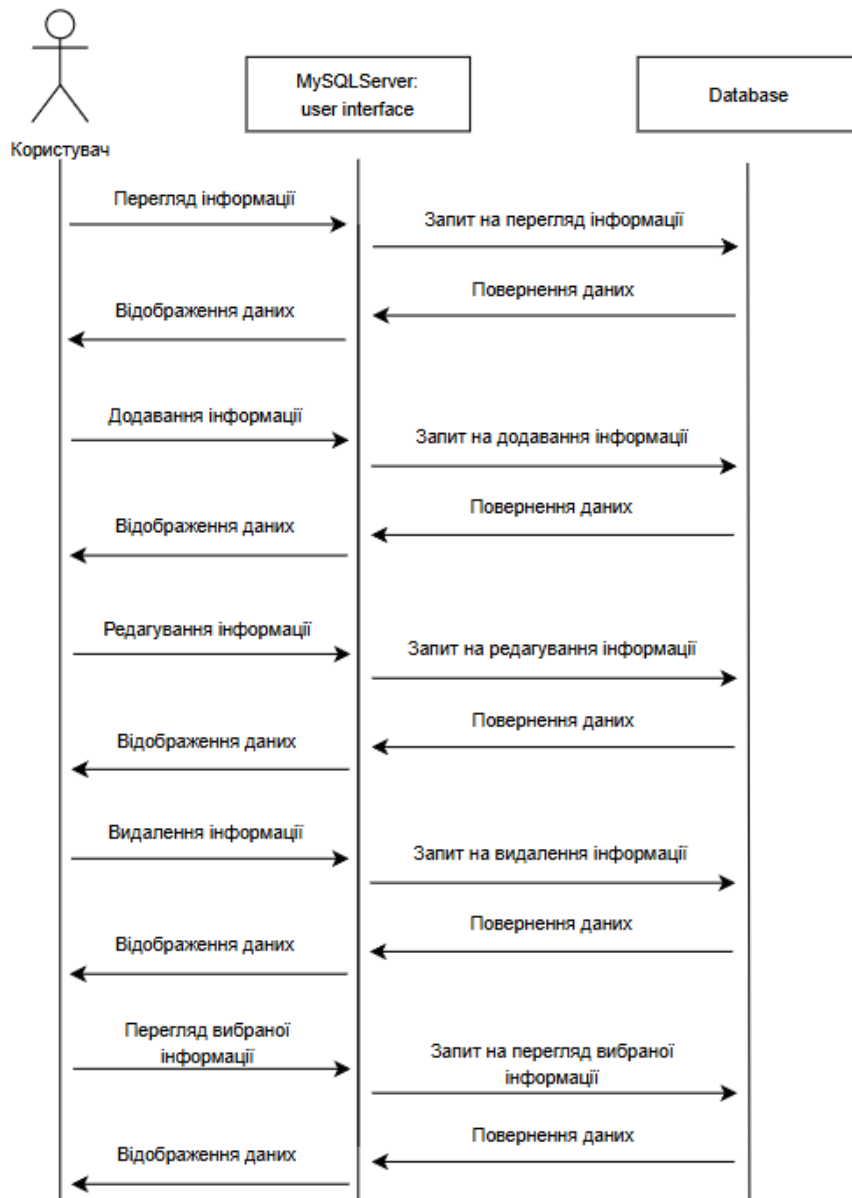 MySQLServer:
user interface
Database
Користувач
Перегляд інформації
Запит на перегляд інформації
Повернення даних
Відображення даних
Додавання інформації
Запит на додавання інформації
Повернення даних
Відображення даних
Редагування інформації
Запит на редагування інформації
Повернення даних
Відображення даних
Видалення інформації
Запит на видалення інформації
Повернення даних
Відображення даних
Перегляд вибраної
інформації
Запит на перегляд вибраної
інформації
Повернення даних
Відображення даних